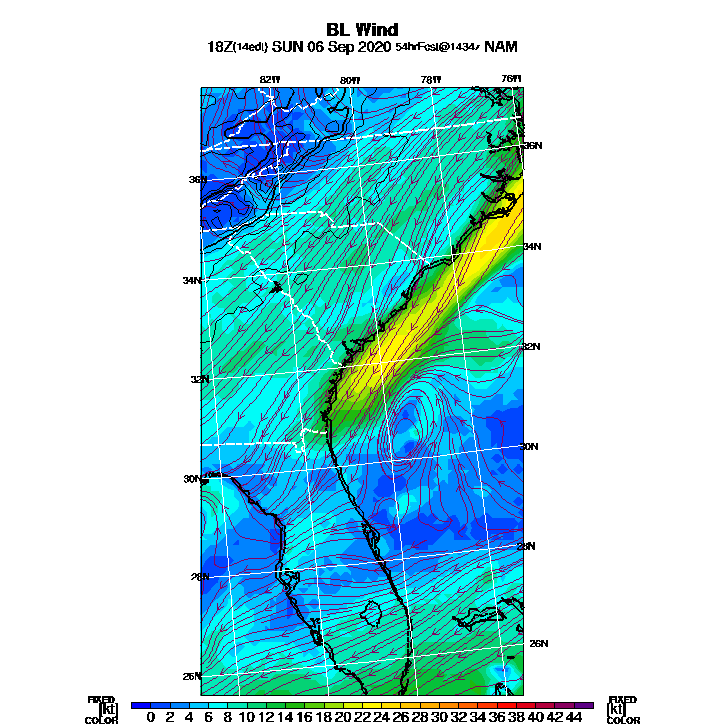 BL Wind
18Z(14edt) SUN 06 Sep 2020 54hrFcst@1434z NAM
82W 80W 78W 76W
36N
36N
34N
34N
32N
32N
30N
30N
28N
28N
26N
26N
FIXED FIXED
[kt] 0 2 4 6 8 10 12 14 16 18 20 22 24 26 28 30 32 34 36 38 40 42 44 [kt]
COLOR COLOR